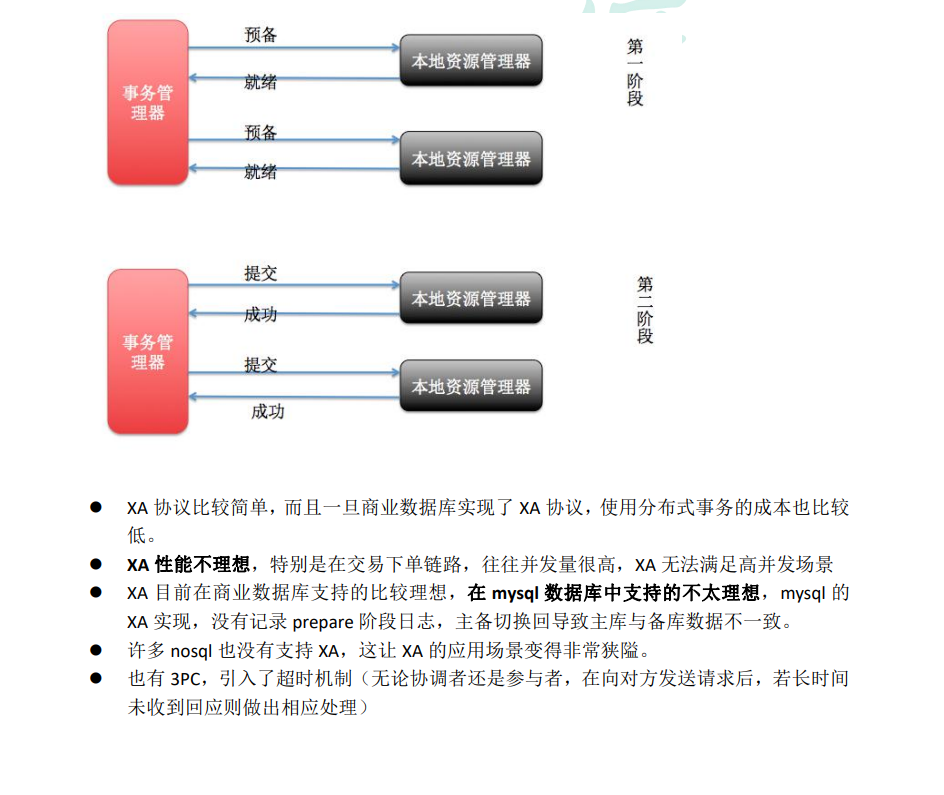 预备
本地资源管理器
第一阶段
就绪
事务管
理器
预备
本地资源管理器
就绪
提交
本地资源管理器
第二阶段
成功
事务管
理器
提交
本地资源管理器
成功
● XA 协议比较简单，而且一旦商业数据库实现了 XA 协议，使用分布式事务的成本也比较
低。
● XA 性能不理想，特别是在交易下单链路，往往并发量很高，XA 无法满足高并发场景
● XA 目前在商业数据库支持的比较理想，在 mysql 数据库中支持的不太理想，mysql 的
XA 实现，没有记录 prepare 阶段日志，主备切换回导致主库与备库数据不一致。
● 许多 nosql 也没有支持 XA，这让 XA 的应用场景变得非常狭隘。
● 也有 3PC，引入了超时机制（无论协调者还是参与者，在向对方发送请求后，若长时间
未收到回应则做出相应处理）